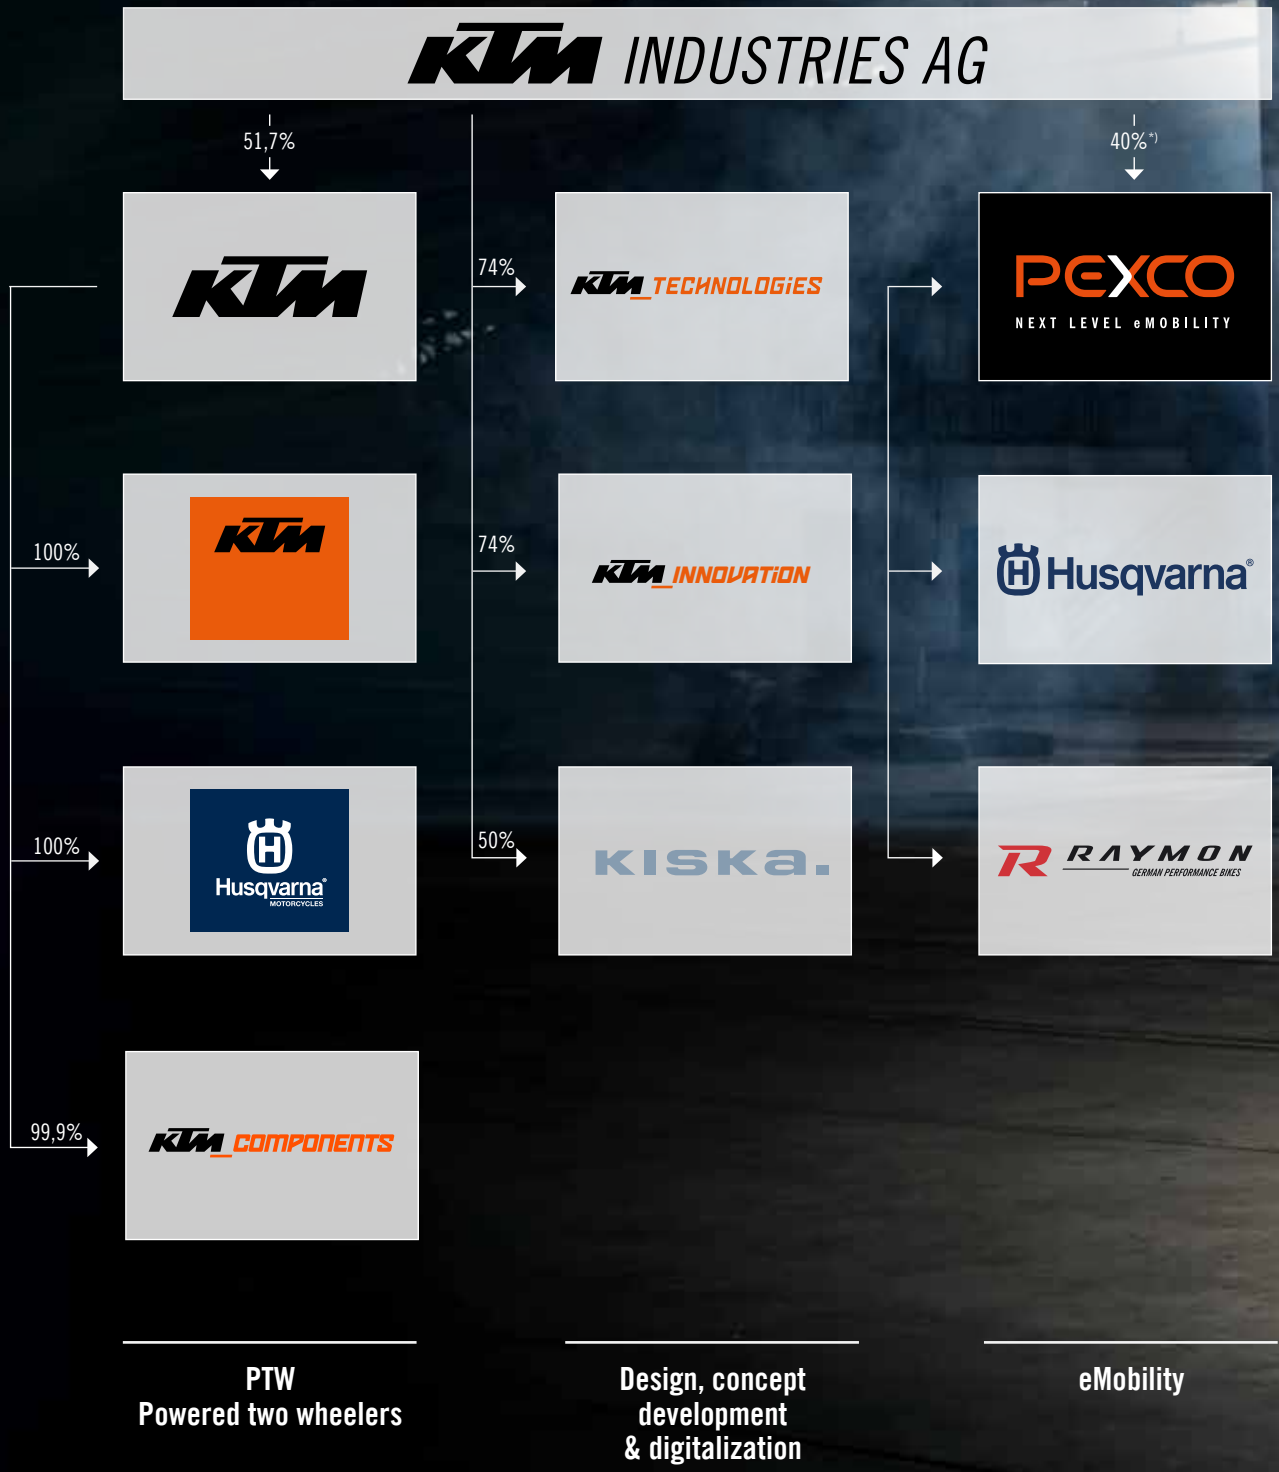 KTM INDUSTRIES AG
51,7%
40%*)
KTM
74%
KTM_TECHNOLOGIES
PEXCO
NEXT LEVEL eMOBILITY
100%
KTM
74%
KTM_INNOVATION
H
Husqvarna®
100%
H
Husqvarna®
MOTORCYCLES
50%
KISKA.
R RAYMON
GERMAN PERFORMANCE BIKES
99,9%
KTM_COMPONENTS
PTW
Powered two wheelers
Design, concept
development
& digitalization
eMobility